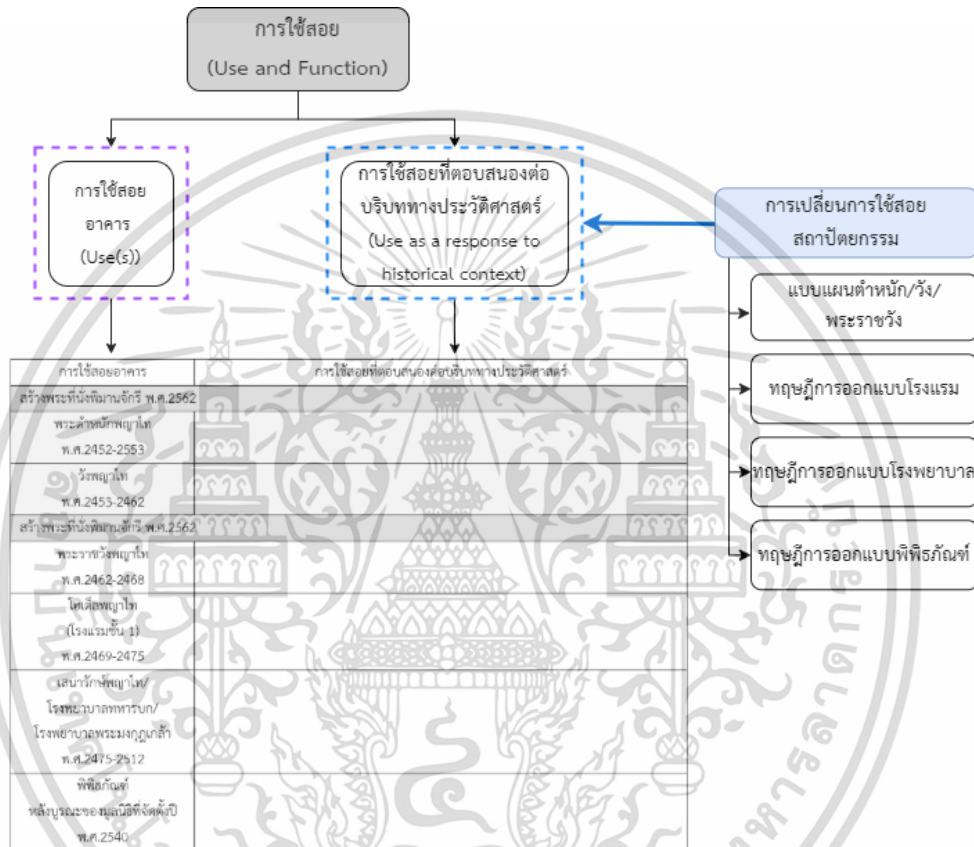 การใช้สอย
(Use and Function)
การใช้สอย
อาคาร
(Use(s))
การใช้สอยที่ตอบสนองต่อ
บริบททางประวัติศาสตร์
(Use as a response to
historical context)
การเปลี่ยนการใช้สอย
สถาปัตยกรรม
แบบแผนตำหนัก/วัง/
พระราชวัง
ทฤษฎีการออกแบบโรงแรม
ทฤษฎีการออกแบบโรงพยาบาล
ทฤษฎีการออกแบบพิพิธภัณฑ์
การใช้สอยอาคาร
การใช้สอยที่ตอบสนองต่อบริบททางประวัติศาสตร์
สร้างพระที่นั่งพิมานจักรี พ.ศ.2562
พระตำหนักพญาไท
พ.ศ.2452-2553
วังพญาไท
พ.ศ.2453-2462
สร้างพระที่นั่งพิมานจักรี พ.ศ.2562
พระราชวังพญาไท
พ.ศ.2462-2468
โฮเต็ลพญาไท
(โรงแรมชั้น 1)
พ.ศ.2469-2475
เสนารักษ์พญาไท/
โรงพยาบาลทหารบก/
โรงพยาบาลพระมงกุฎเกล้า
พ.ศ.2475-2512
พิพิธภัณฑ์
หลังบูรณะของมูลนิธิที่จัดตั้งปี
พ.ศ.2540